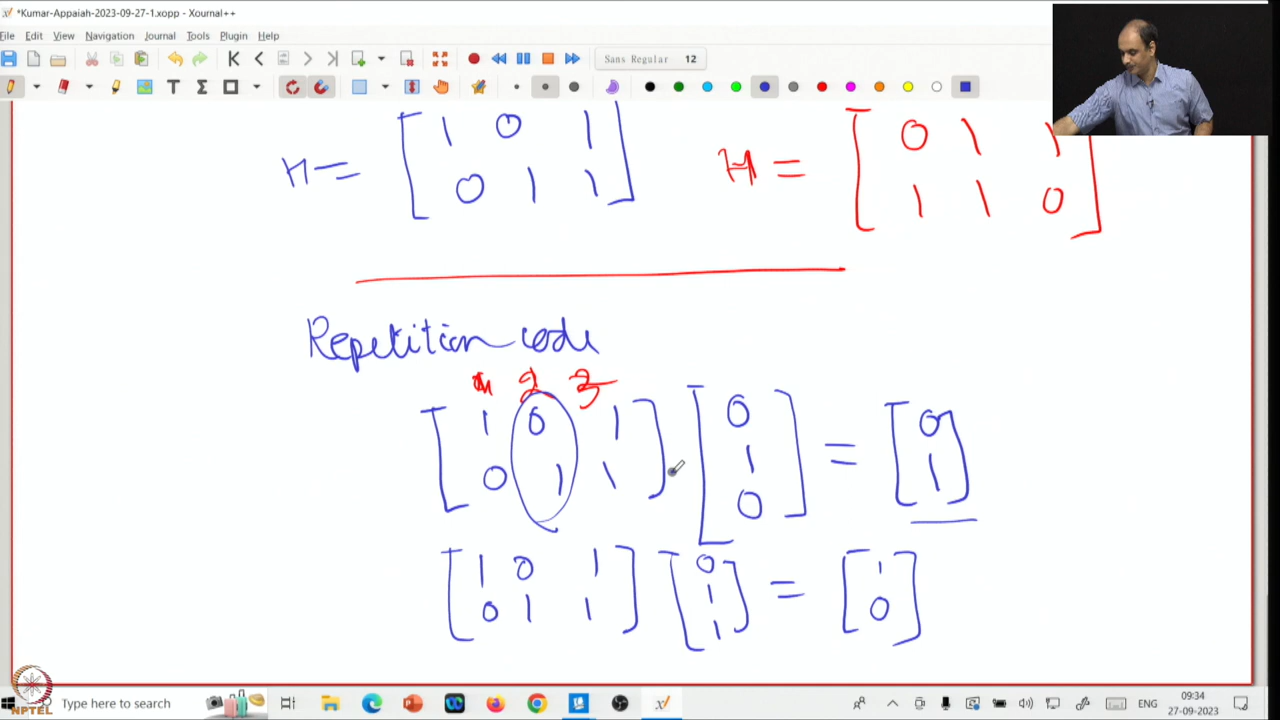 *Kumar-Appaiah-2023-09-27-1.xopp - Xournal++
File Edit View Navigation Journal Tools Plugin Help
Sans Regular 12
H = [ 1 0 1
0 1 1 ]
H = [ 0 1 1
1 1 0 ]
Repetition code
1 2 3
[ 1 0 1
0 1 1 ] [ 0
1
0 ] = [ 0
1 ]
[ 1 0 1
0 1 1 ] [ 0
1
1 ] = [ 1
0 ]
NPTEL
Type here to search
ENG
09:34
27-09-2023